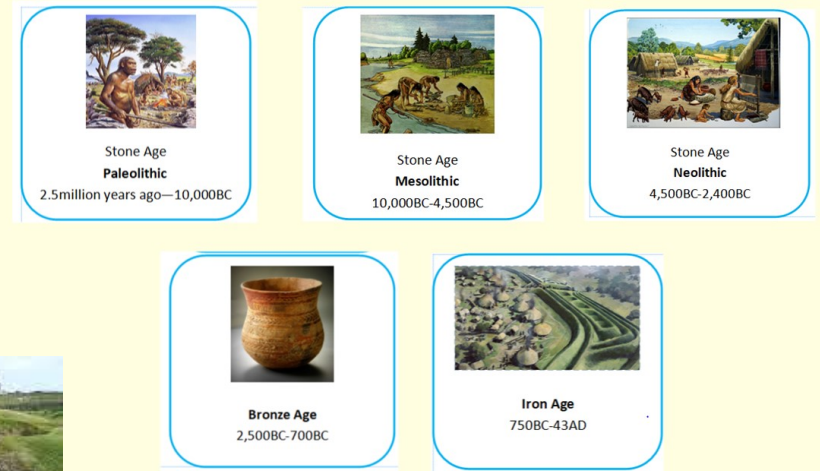 Stone Age
Paleolithic
2.5million years ago—10,000BC
Stone Age
Mesolithic
10,000BC-4,500BC
Stone Age
Neolithic
4,500BC-2,400BC
Bronze Age
2,500BC-700BC
Iron Age
750BC-43AD